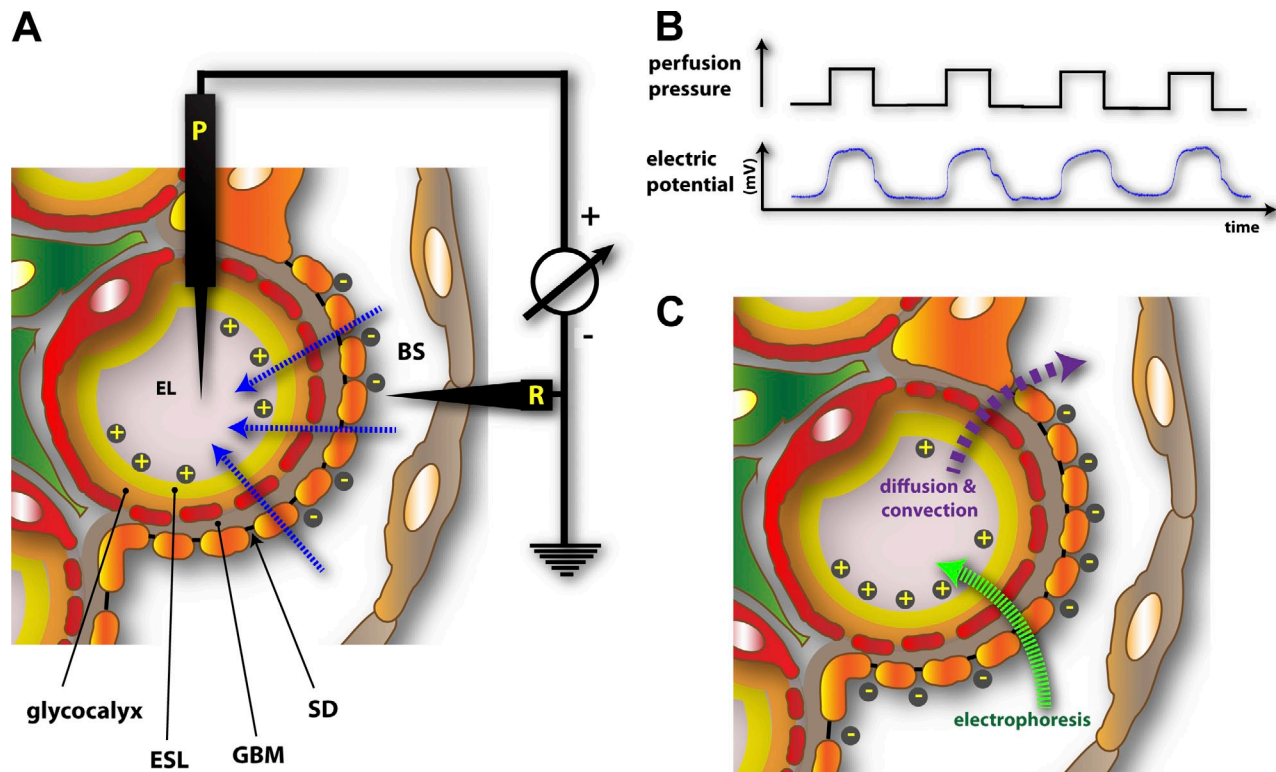 A
P
+
-
EL
BS
R
+
+
+
+
+
+
-
-
-
-
-
-
-
glycocalyx
ESL
GBM
SD
B
perfusion
pressure
electric
potential
(mV)
time
C
diffusion &
convection
+
+
+
+
+
+
-
-
-
-
-
-
-
-
-
electrophoresis